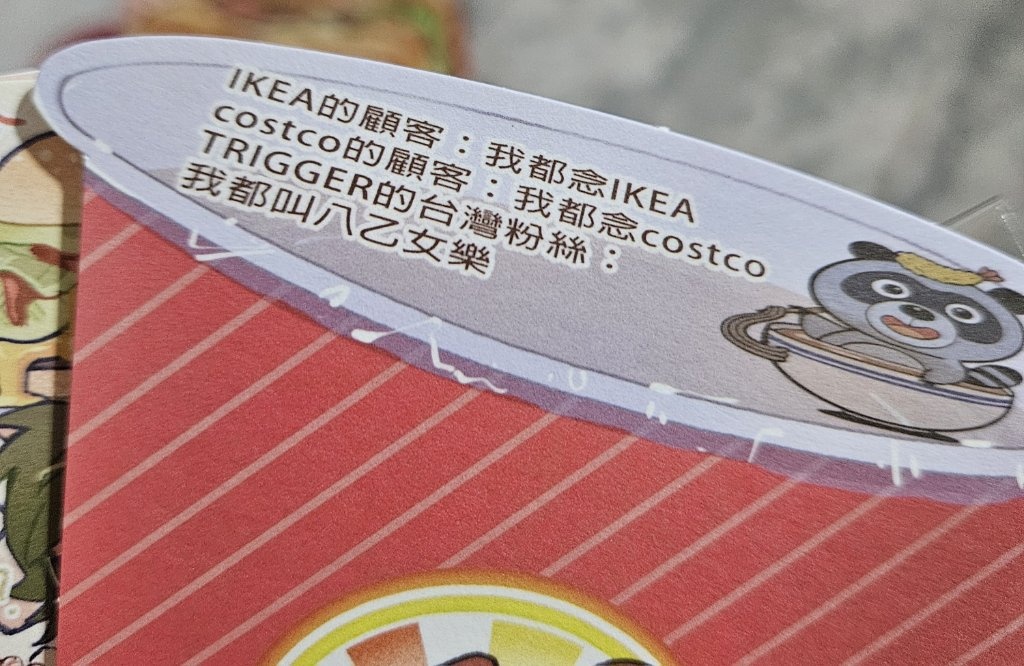 IKEA的顧客：我都念IKEA
costco的顧客：我都念costco
TRIGGER的台灣粉絲：
我都叫八乙女樂